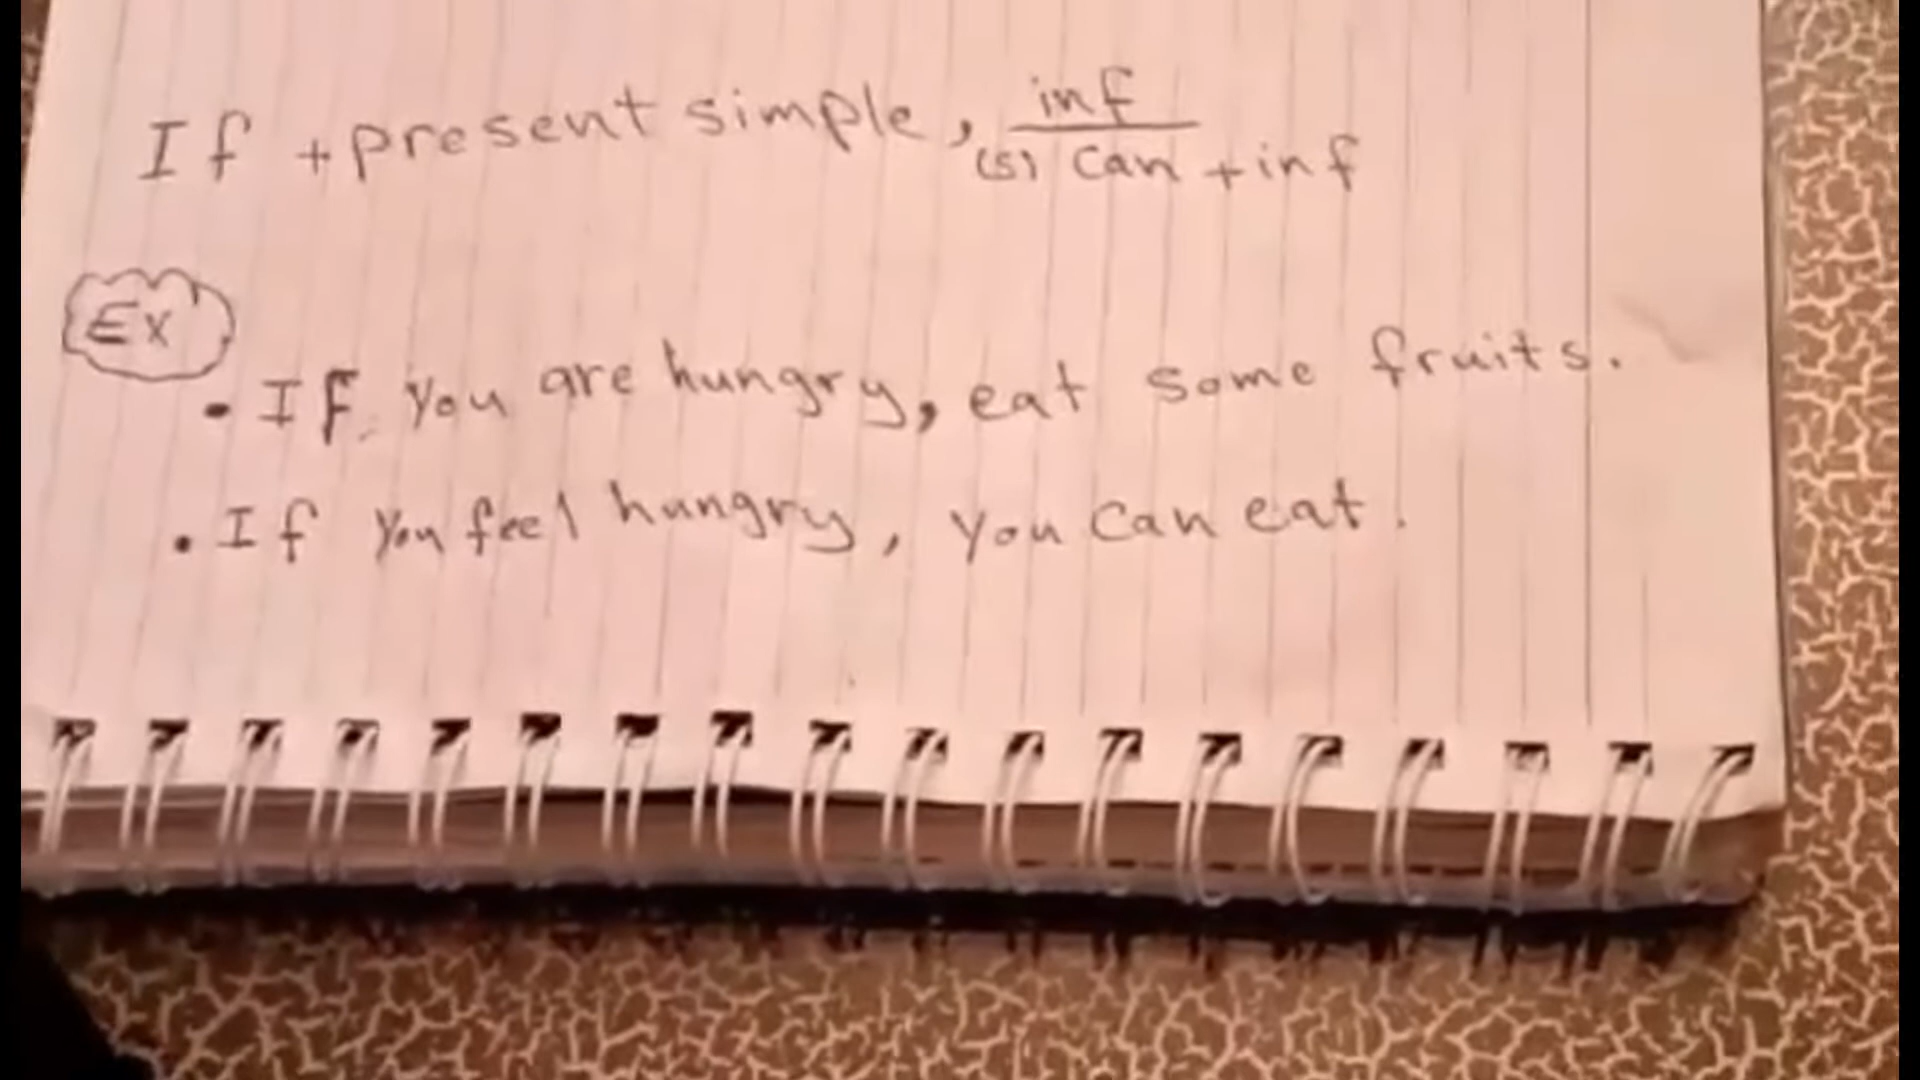 If + present simple, inf
(s) can + inf
Ex
• If you are hungry, eat some fruits.
• If you feel hungry, you can eat.